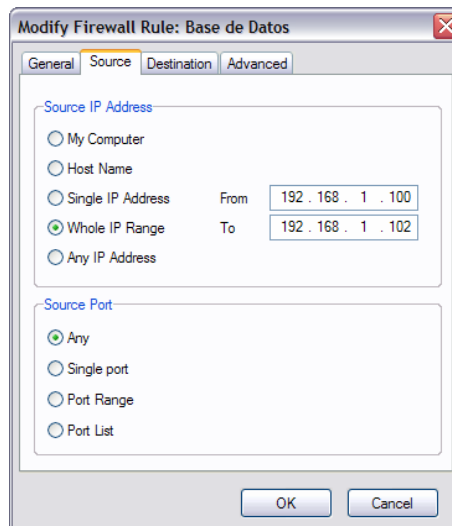 Modify Firewall Rule: Base de Datos
General Source Destination Advanced
Source IP Address
My Computer
Host Name
Single IP Address From 192 . 168 . 1 . 100
Whole IP Range To 192 . 168 . 1 . 102
Any IP Address
Source Port
Any
Single port
Port Range
Port List
OK Cancel